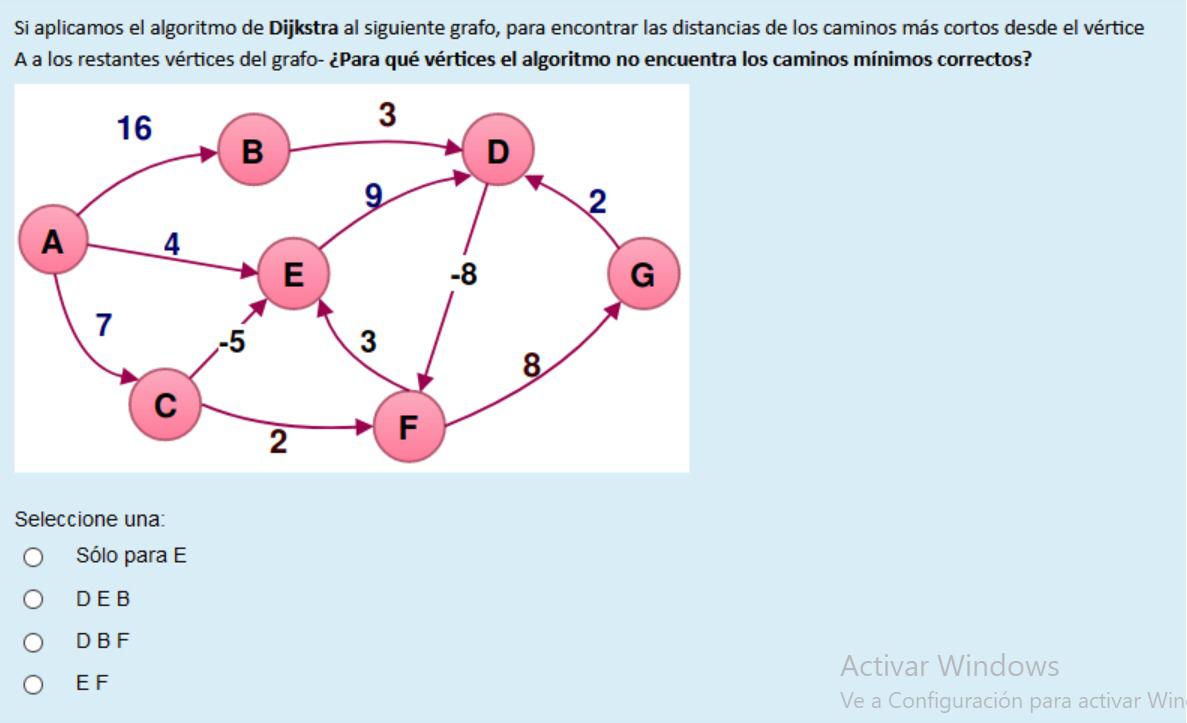 Si aplicamos el algoritmo de Dijkstra al siguiente grafo, para encontrar las distancias de los caminos más cortos desde el vértice
A a los restantes vértices del grafo- ¿Para qué vértices el algoritmo no encuentra los caminos mínimos correctos?
16
3
B
D
9
2
A
4
E
-8
G
7
-5
3
8
C
2
F
Seleccione una:
Sólo para E
D E B
D B F
E F
Activar Windows
Ve a Configuración para activar Win